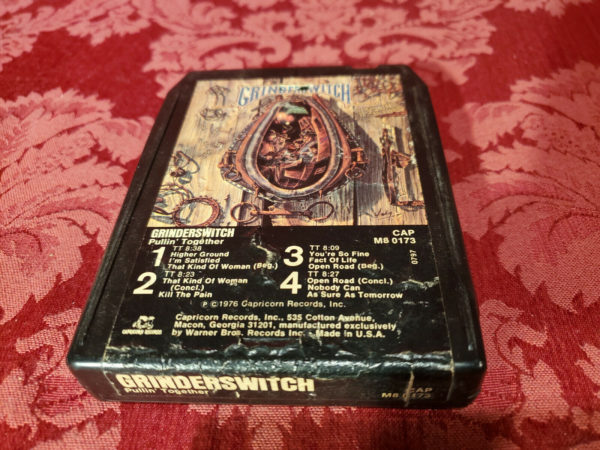 GRINDERSWITCH
GRINDERSWITCH
Pullin' Together
CAP
M8 0173
0797
1
TT 8:38
Higher Ground
I'm Satisfied
That Kind Of Woman (Beg.)
2
TT 8:23
That Kind Of Woman
(Concl.)
Kill The Pain
3
TT 8:09
You're So Fine
Fact Of Life
Open Road (Beg.)
4
TT 8:27
Open Road (Concl.)
Nobody Can
As Sure As Tomorrow
P ©1976 Capricorn Records, Inc.
Capricorn Records, Inc., 535 Cotton Avenue,
Macon, Georgia 31201, manufactured exclusively
by Warner Bros. Records Inc. • Made in U.S.A.
CAPRICORN RECORDS
GRINDERSWITCH
Pullin' Together
CAP
M8 0173